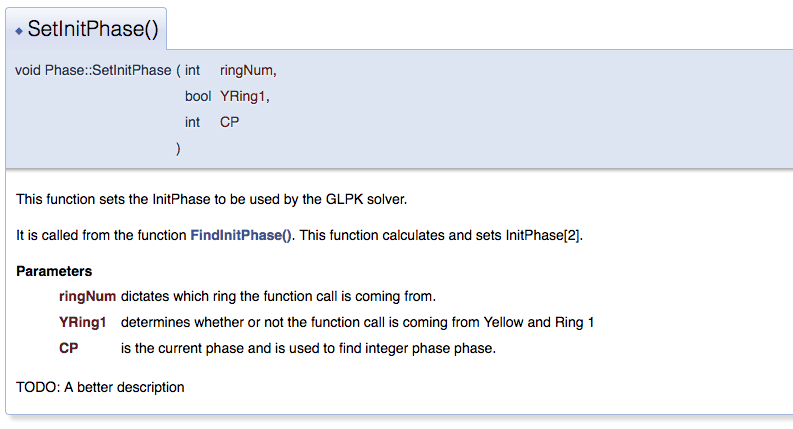 SetInitPhase()
void Phase::SetInitPhase ( int ringNum,
bool YRing1,
int CP
)
This function sets the InitPhase to be used by the GLPK solver.
It is called from the function FindInitPhase(). This function calculates and sets InitPhase[2].
Parameters
ringNum dictates which ring the function call is coming from.
YRing1 determines whether or not the function call is coming from Yellow and Ring 1
CP is the current phase and is used to find integer phase phase.
TODO: A better description